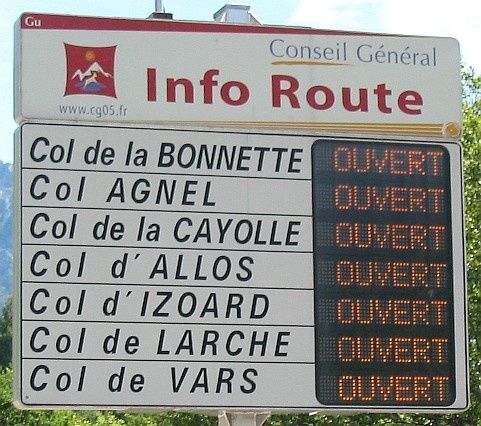 Gu
Conseil Général
Info Route
www.cg05.fr
Col de la BONNETTE OUVERT
Col AGNEL OUVERT
Col de la CAYOLLE OUVERT
Col d'ALLOS OUVERT
Col d'IZOARD OUVERT
Col de LARCHE OUVERT
Col de VARS OUVERT